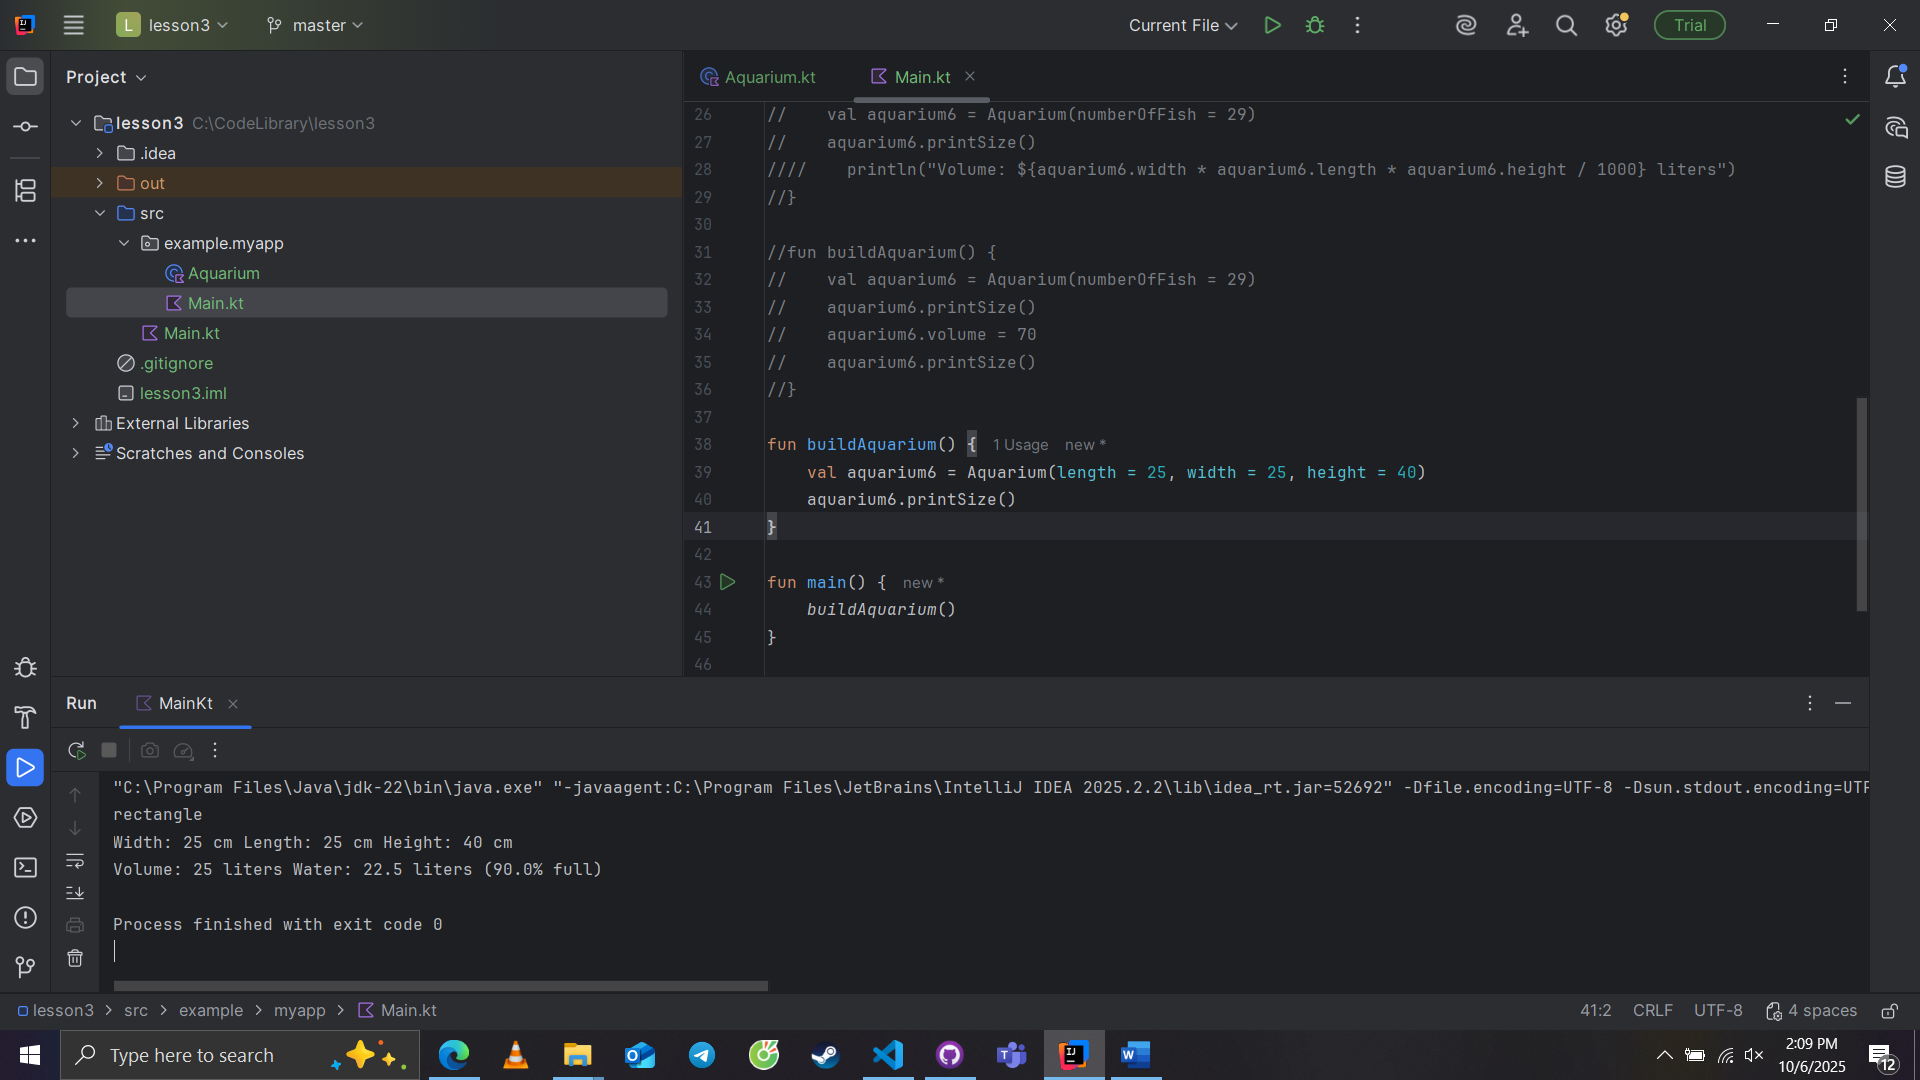 L lesson3 master Current File Trial
Project
Aquarium.kt Main.kt
lesson3 C:\CodeLibrary\lesson3
.idea
out
src
example.myapp
Aquarium
Main.kt
Main.kt
.gitignore
lesson3.iml
External Libraries
Scratches and Consoles
26 //    val aquarium6 = Aquarium(numberOfFish = 29)
27 //    aquarium6.printSize()
28 ////    println("Volume: ${aquarium6.width * aquarium6.length * aquarium6.height / 1000} liters")
29 //}
30
31 //fun buildAquarium() {
32 //    val aquarium6 = Aquarium(numberOfFish = 29)
33 //    aquarium6.printSize()
34 //    aquarium6.volume = 70
35 //    aquarium6.printSize()
36 //}
37
38 fun buildAquarium() { 1 Usage new *
39     val aquarium6 = Aquarium(length = 25, width = 25, height = 40)
40     aquarium6.printSize()
41 }
42
43 fun main() { new *
44     buildAquarium()
45 }
46
Run MainKt
"C:\Program Files\Java\jdk-22\bin\java.exe" "-javaagent:C:\Program Files\JetBrains\IntelliJ IDEA 2025.2.2\lib\idea_rt.jar=52692" -Dfile.encoding=UTF-8 -Dsun.stdout.encoding=UTF
rectangle
Width: 25 cm Length: 25 cm Height: 40 cm
Volume: 25 liters Water: 22.5 liters (90.0% full)
Process finished with exit code 0
lesson3 > src > example > myapp > Main.kt 41:2 CRLF UTF-8 4 spaces
Type here to search
2:09 PM
10/6/2025
12